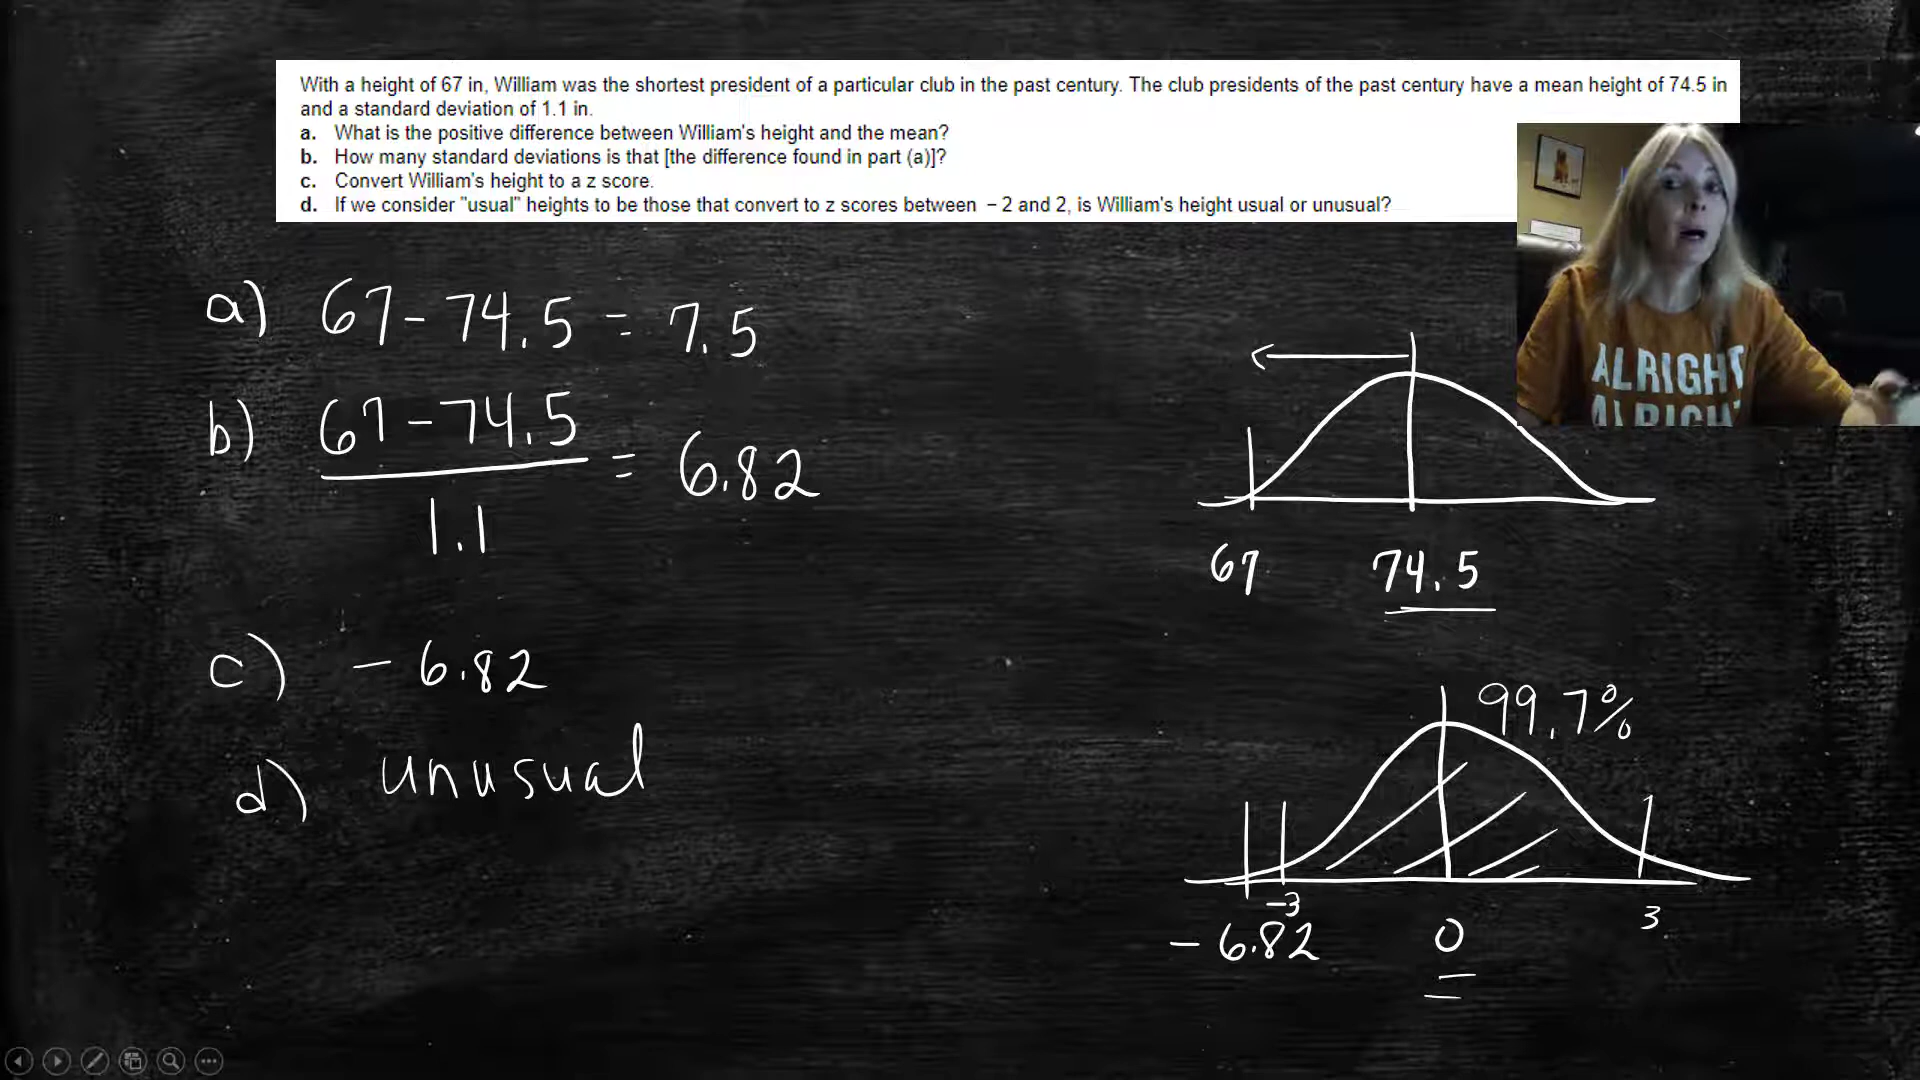 With a height of 67 in, William was the shortest president of a particular club in the past century. The club presidents of the past century have a mean height of 74.5 in
and a standard deviation of 1.1 in.
a. What is the positive difference between William's height and the mean?
b. How many standard deviations is that [the difference found in part (a)]?
c. Convert William's height to a z score.
d. If we consider "usual" heights to be those that convert to z scores between − 2 and 2, is William's height usual or unusual?
a) 67 - 74.5 = 7.5
b) 67 - 74.5
= 6.82
1.1
c) - 6.82
d) unusual
ALRIGHT
ALRIGHT
67 74.5
99.7%
-3
3
- 6.82 0